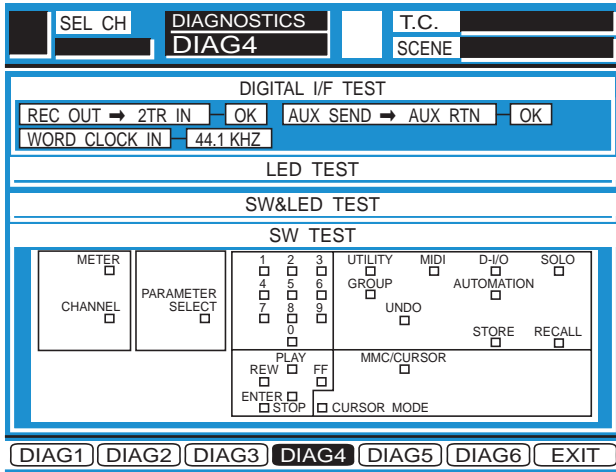 SEL CH DIAGNOSTICS T.C.
DIAG4 SCENE
DIGITAL I/F TEST
REC OUT ➡ 2TR IN OK AUX SEND ➡ AUX RTN OK
WORD CLOCK IN 44.1 KHZ
LED TEST
SW&LED TEST
SW TEST
METER 1 2 3 UTILITY MIDI D-I/O SOLO
PARAMETER SELECT 4 5 6 GROUP AUTOMATION
CHANNEL 7 8 9 UNDO
0 STORE RECALL
PLAY MMC/CURSOR
REW FF
ENTER
STOP CURSOR MODE
DIAG1 DIAG2 DIAG3 DIAG4 DIAG5 DIAG6 EXIT